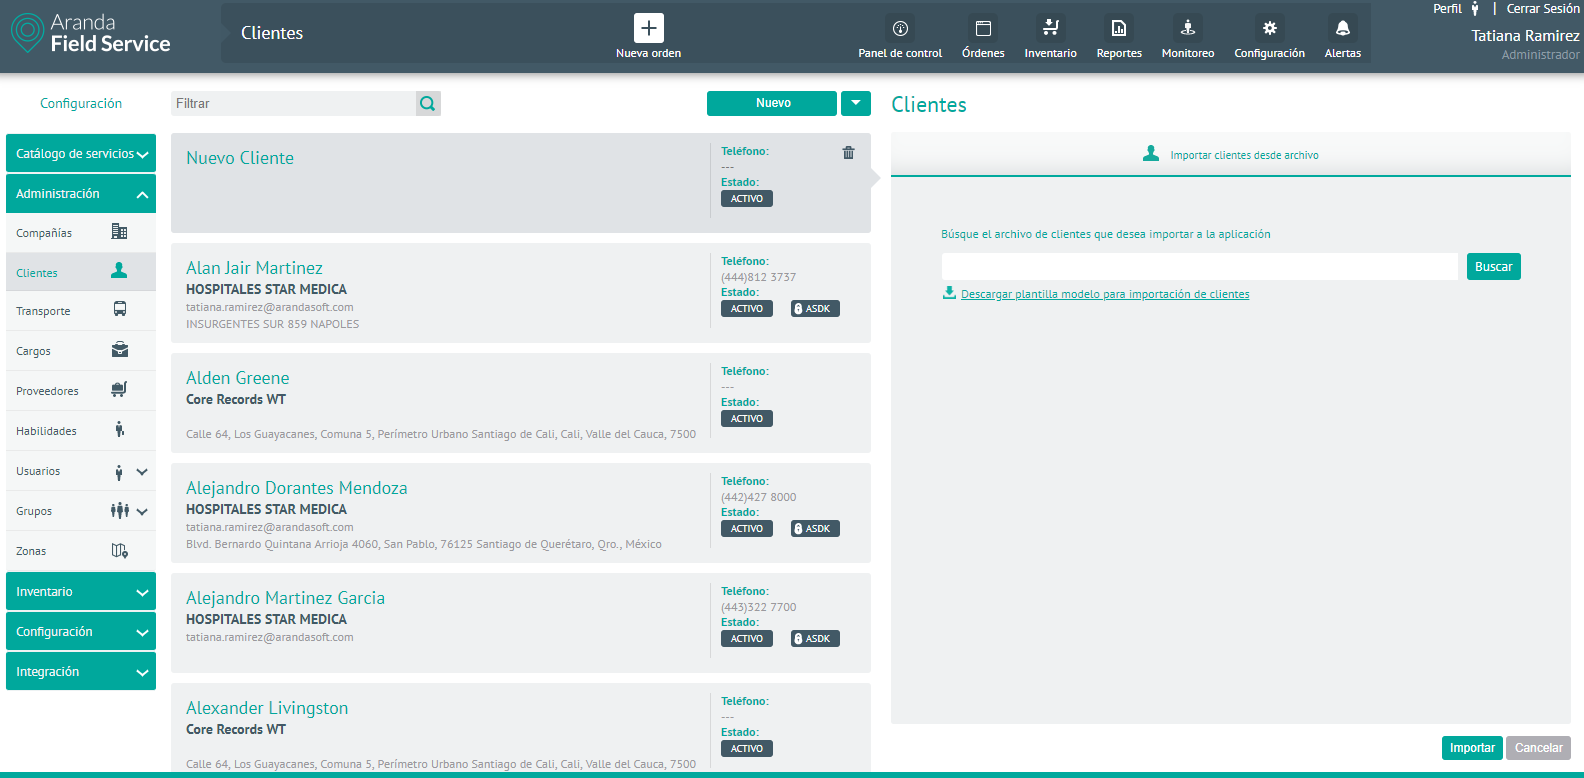 Aranda
Field Service
Clientes
Nueva orden
Panel de control
Órdenes
Inventario
Reportes
Monitoreo
Configuración
Alertas
Perfil | Cerrar Sesión
Tatiana Ramirez
Administrador
Configuración
Catálogo de servicios
Administración
Compañías
Clientes
Transporte
Cargos
Proveedores
Habilidades
Usuarios
Grupos
Zonas
Inventario
Configuración
Integración
Filtrar
Nuevo
Nuevo Cliente
Teléfono:
---
Estado:
ACTIVO
Alan Jair Martinez
HOSPITALES STAR MEDICA
tatiana.ramirez@arandasoft.com
INSURGENTES SUR 859 NAPOLES
Teléfono:
(444)812 3737
Estado:
ACTIVO ASDK
Alden Greene
Core Records WT
Calle 64, Los Guayacanes, Comuna 5, Perímetro Urbano Santiago de Cali, Cali, Valle del Cauca, 7500
Teléfono:
---
Estado:
ACTIVO
Alejandro Dorantes Mendoza
HOSPITALES STAR MEDICA
tatiana.ramirez@arandasoft.com
Blvd. Bernardo Quintana Arrioja 4060, San Pablo, 76125 Santiago de Querétaro, Qro., México
Teléfono:
(442)427 8000
Estado:
ACTIVO ASDK
Alejandro Martinez Garcia
HOSPITALES STAR MEDICA
tatiana.ramirez@arandasoft.com
Teléfono:
(443)322 7700
Estado:
ACTIVO ASDK
Alexander Livingston
Core Records WT
Calle 64, Los Guayacanes, Comuna 5, Perímetro Urbano Santiago de Cali, Cali, Valle del Cauca, 7500
Teléfono:
---
Estado:
ACTIVO
Clientes
Importar clientes desde archivo
Búsque el archivo de clientes que desea importar a la aplicación
Buscar
Descargar plantilla modelo para importación de clientes
Importar
Cancelar